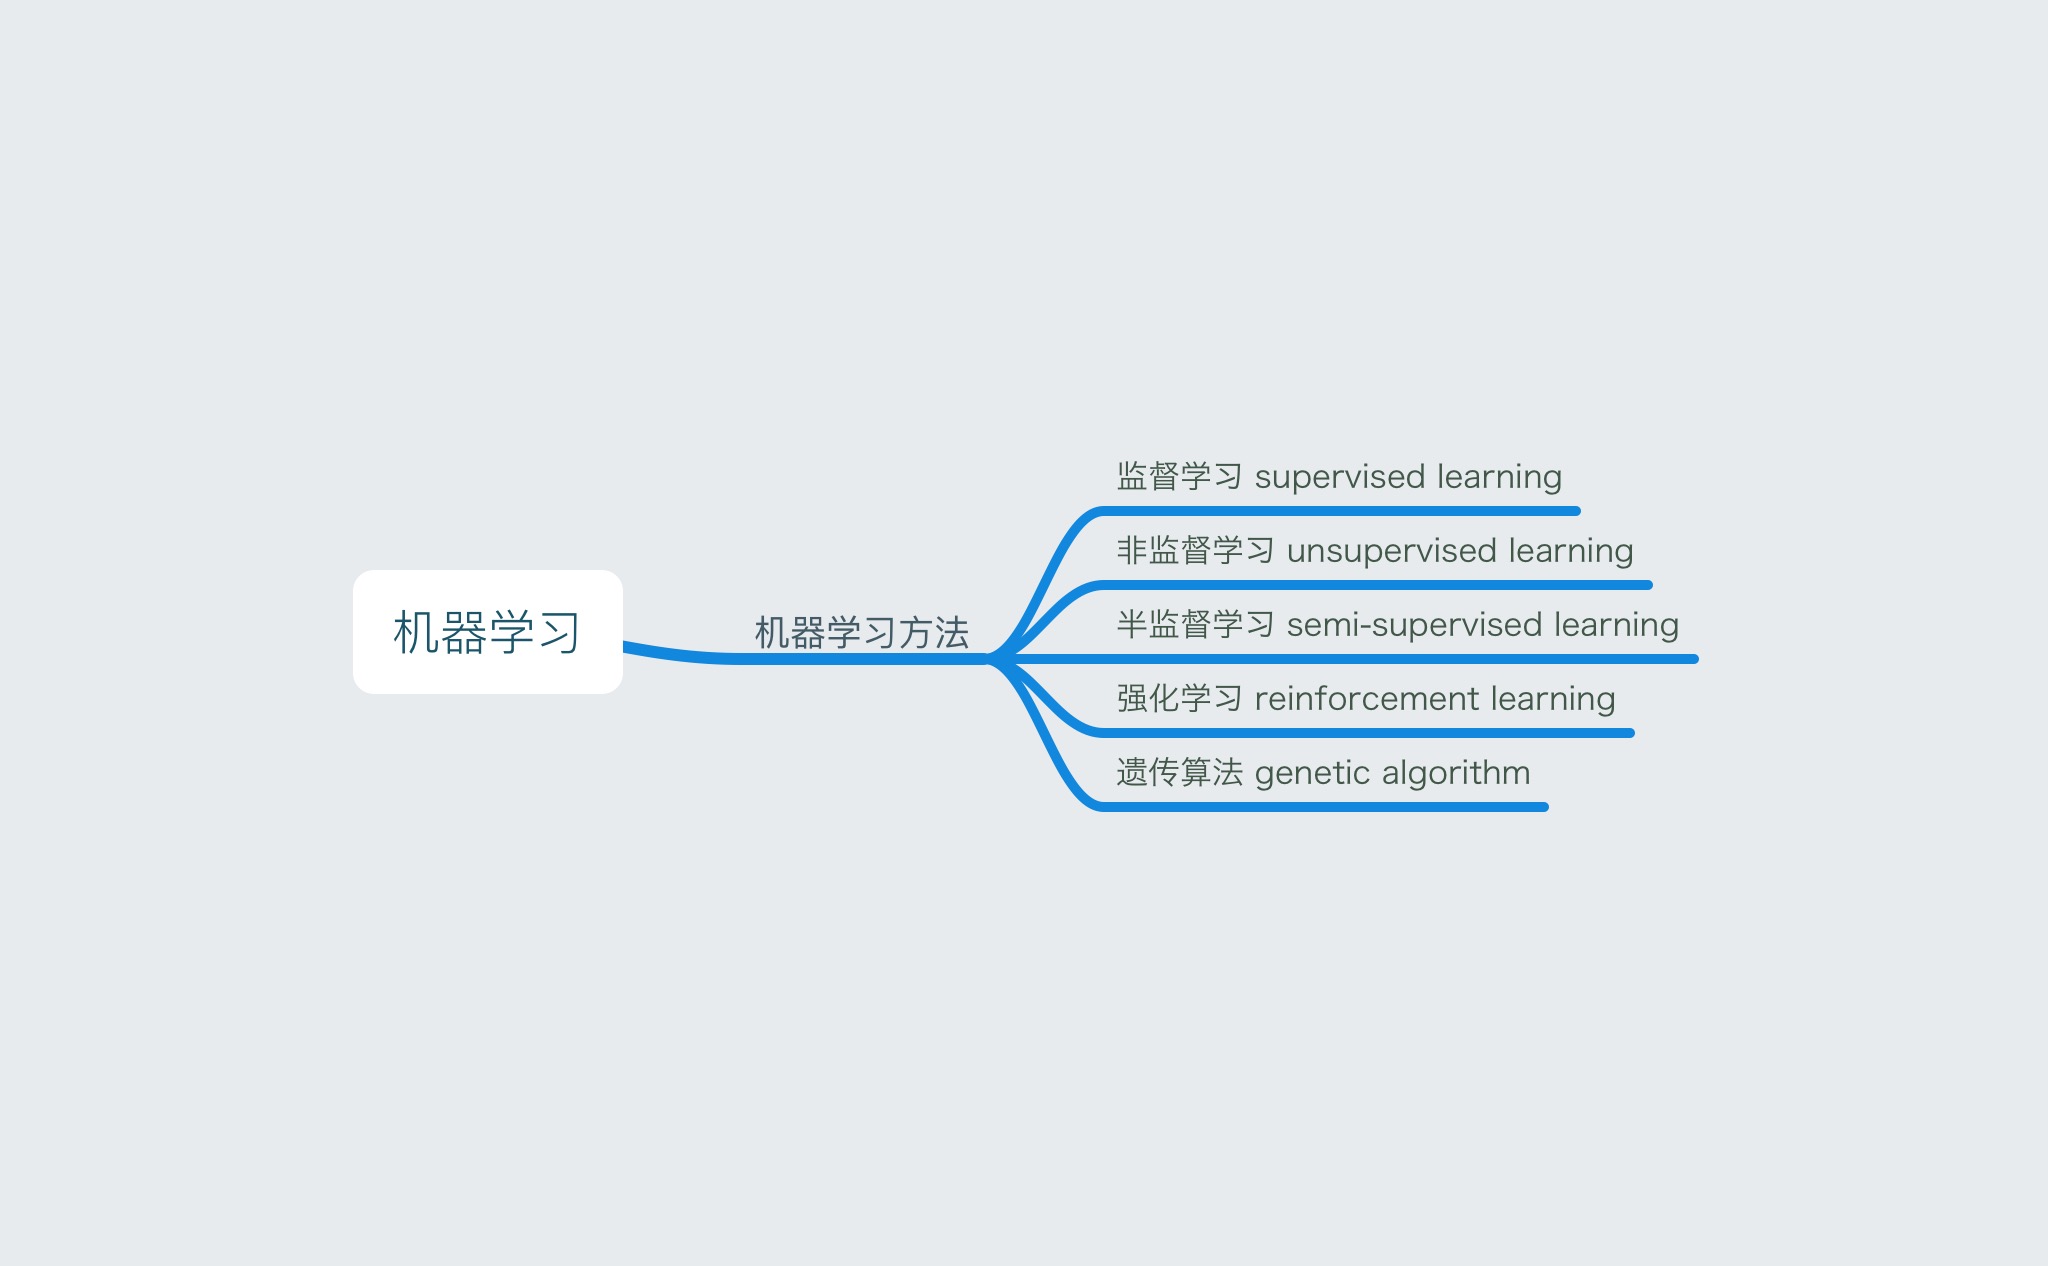 机器学习
机器学习方法
监督学习 supervised learning
非监督学习 unsupervised learning
半监督学习 semi-supervised learning
强化学习 reinforcement learning
遗传算法 genetic algorithm